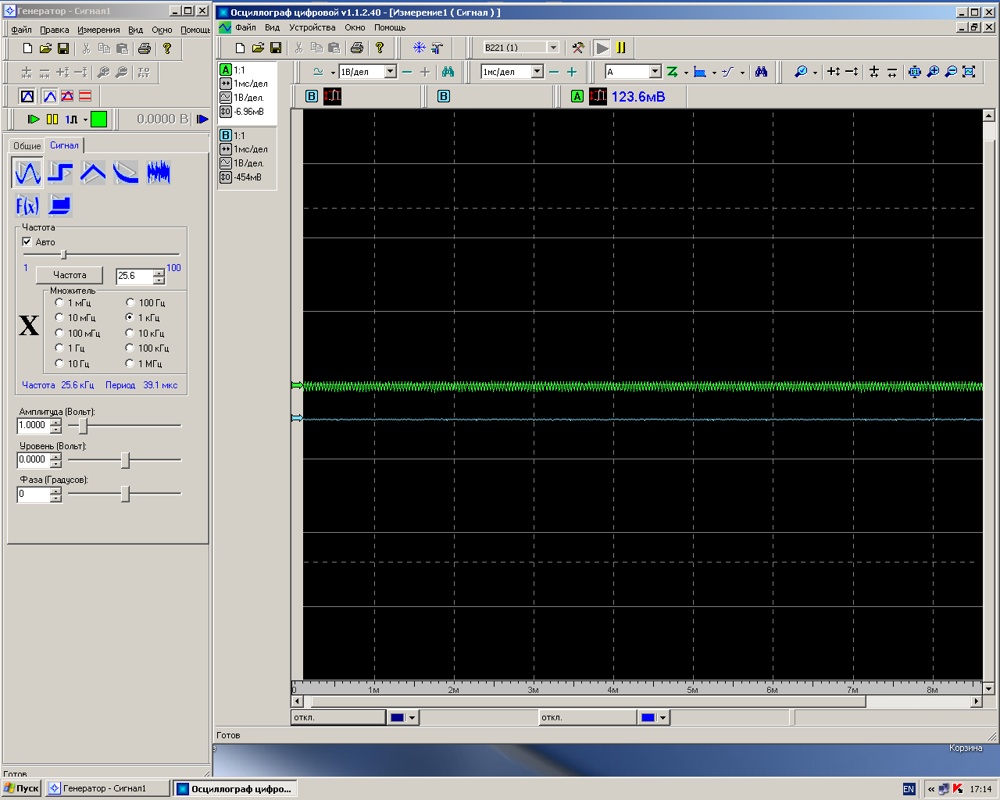 Генератор - Сигнал1
Файл Правка Измерения Вид Окно Помощь
0.0000 В
Общие Сигнал
F(x)
Частота
Авто
1 100
Частота 25.6
Множитель
X
1 мГц 100 Гц
10 мГц 1 кГц
100 мГц 10 кГц
1 Гц 100 кГц
10 Гц 1 МГц
Частота 25.6 кГц Период 39.1 мкс
Амплитуда (Вольт):
1.0000
Уровень (Вольт):
0.0000
Фаза (Градусов):
0
Готов
Осциллограф цифровой v1.1.2.40 - [Измерение1 ( Сигнал ) ]
Файл Вид Устройства Окно Помощь
B221 (1)
1В/дел 1мс/дел A
B B A 123.6мВ
A 1:1
1мс/дел
1В/дел.
-6.96мВ
B 1:1
1мс/дел
1В/дел.
-454мВ
0 1м 2м 3м 4м 5м 6м 7м 8м
откл. откл.
Готов
Корзина
Пуск Генератор - Сигнал1 Осциллограф цифро... EN « 17:14